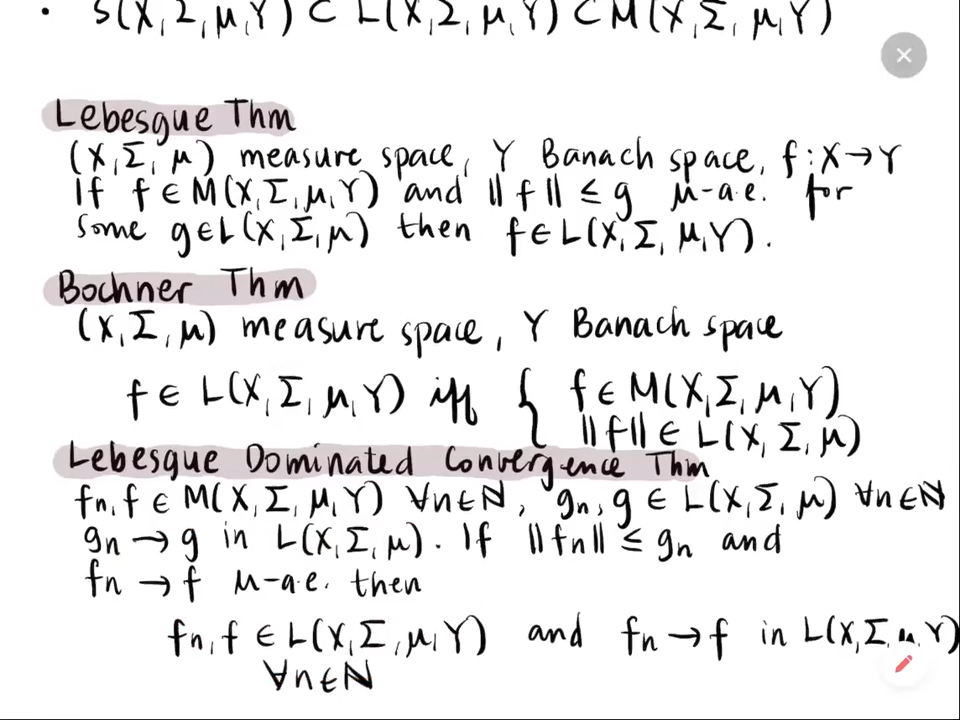 • S(X,Σ,μ,Y) ⊂ L(X,Σ,μ,Y) ⊂ M(X,Σ,μ,Y)
Lebesgue Thm
(X,Σ,μ) measure space, Y Banach space, f:X→Y
If f∈M(X,Σ,μ,Y) and ||f|| ≤ g μ-a.e. for
some g∈L(X,Σ,μ) then f∈L(X,Σ,μ,Y).
Bochner Thm
(X,Σ,μ) measure space, Y Banach space
f∈ L(X,Σ,μ,Y) iff { f∈M(X,Σ,μ,Y)
||f||∈ L(X,Σ,μ)
Lebesgue Dominated Convergence Thm
fn,f ∈ M(X,Σ,μ,Y) ∀n∈ℕ, gn,g ∈ L(X,Σ,μ) ∀n∈ℕ
gn → g in L(X,Σ,μ). If ||fn|| ≤ gn and
fn → f μ-a.e. then
fn,f ∈L(X,Σ,μ,Y) and fn→f in L(X,Σ,μ,Y)
∀n∈ℕ